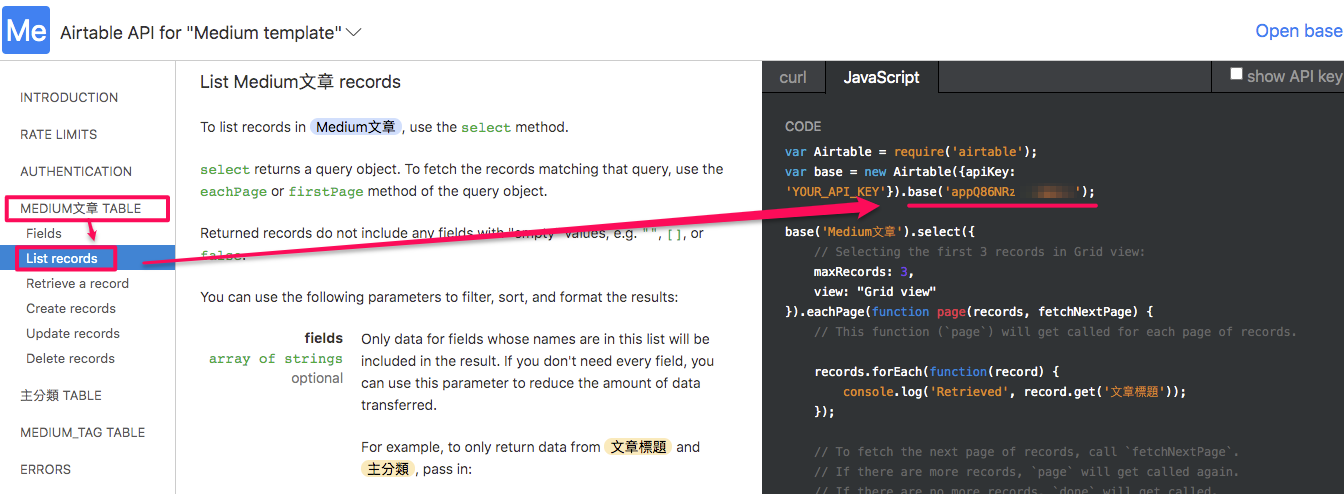 Me
Airtable API for "Medium template"
Open base
INTRODUCTION
RATE LIMITS
AUTHENTICATION
MEDIUM文章 TABLE
Fields
List records
Retrieve a record
Create records
Update records
Delete records
主分類 TABLE
MEDIUM_TAG TABLE
ERRORS
List Medium文章 records
To list records in Medium文章, use the select method.
select returns a query object. To fetch the records matching that query, use the
eachPage or firstPage method of the query object.
Returned records do not include any fields with "empty" values, e.g. "", [], or
false.
You can use the following parameters to filter, sort, and format the results:
fields
array of strings
optional
Only data for fields whose names are in this list will be
included in the result. If you don't need every field, you
can use this parameter to reduce the amount of data
transferred.
For example, to only return data from 文章標題 and
主分類, pass in:
curl
JavaScript
show API key
CODE
var Airtable = require('airtable');
var base = new Airtable({apiKey:
'YOUR_API_KEY'}).base('appQ86NRz');
base('Medium文章').select({
// Selecting the first 3 records in Grid view:
maxRecords: 3,
view: "Grid view"
}).eachPage(function page(records, fetchNextPage) {
// This function (`page`) will get called for each page of records.
records.forEach(function(record) {
console.log('Retrieved', record.get('文章標題'));
});
// To fetch the next page of records, call `fetchNextPage`.
// If there are more records, `page` will get called again.
// If there are no more records, `done` will get called.